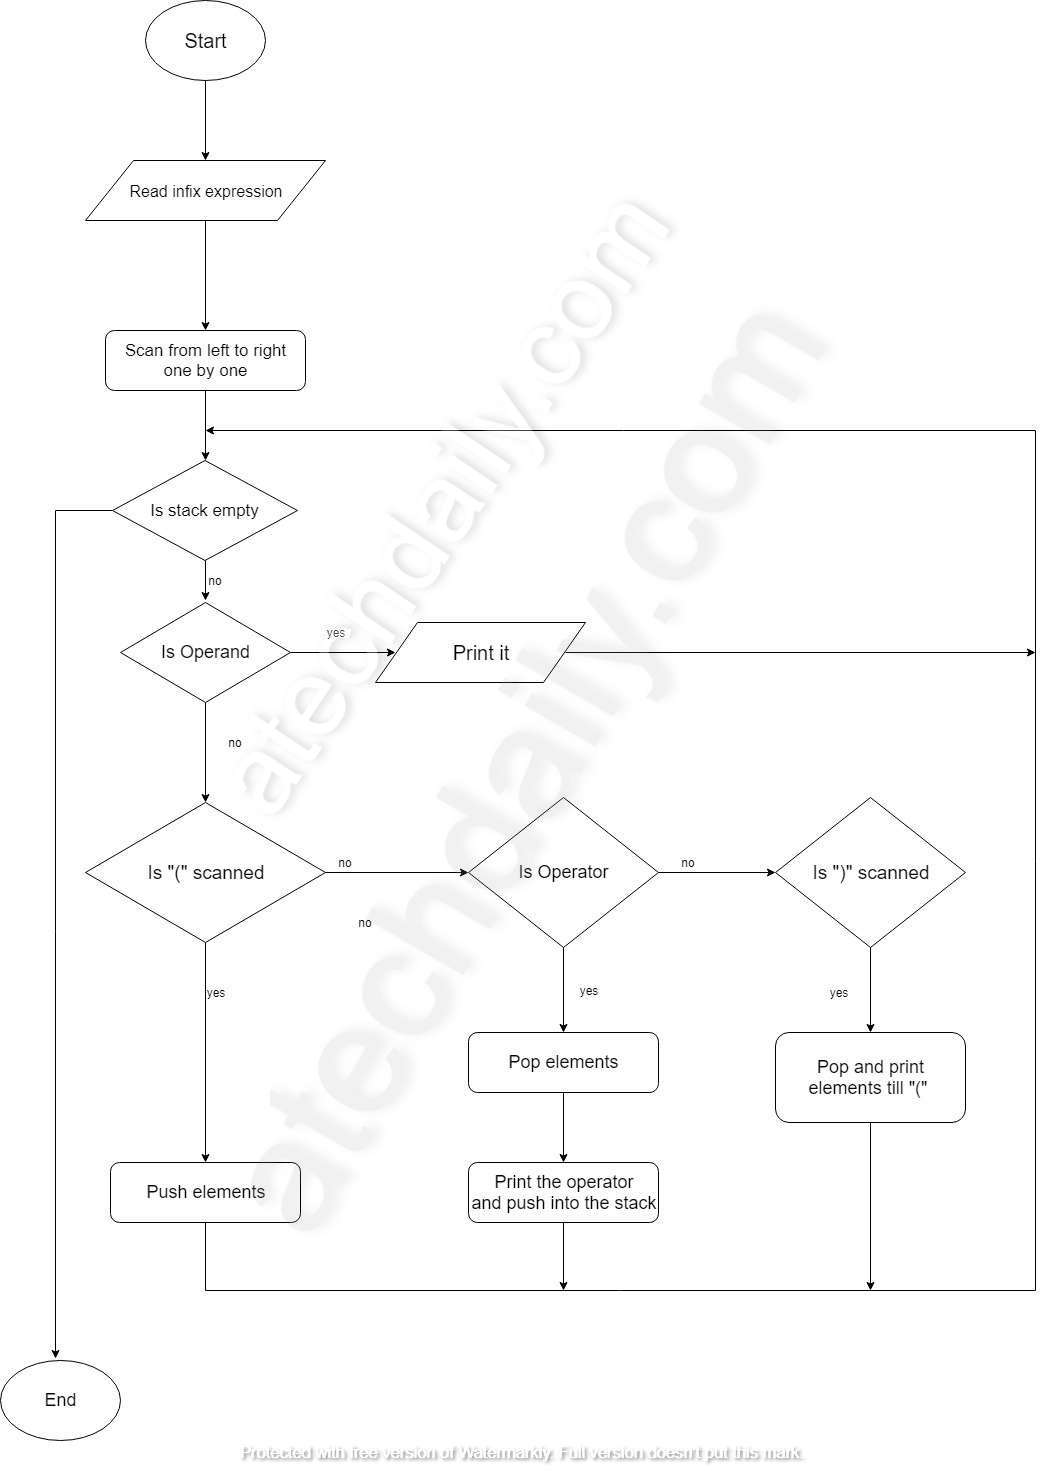 Start
Read infix expression
Scan from left to right
one by one
Is stack empty
no
Is Operand
yes
Print it
no
Is "(" scanned
no
Is Operator
no
Is ")" scanned
no
yes
yes
yes
Pop elements
Pop and print
elements till "("
Push elements
Print the operator
and push into the stack
End
atechdaily.com
atechdaily.com
Protected with free version of Watermarkly. Full version doesn't put this mark.